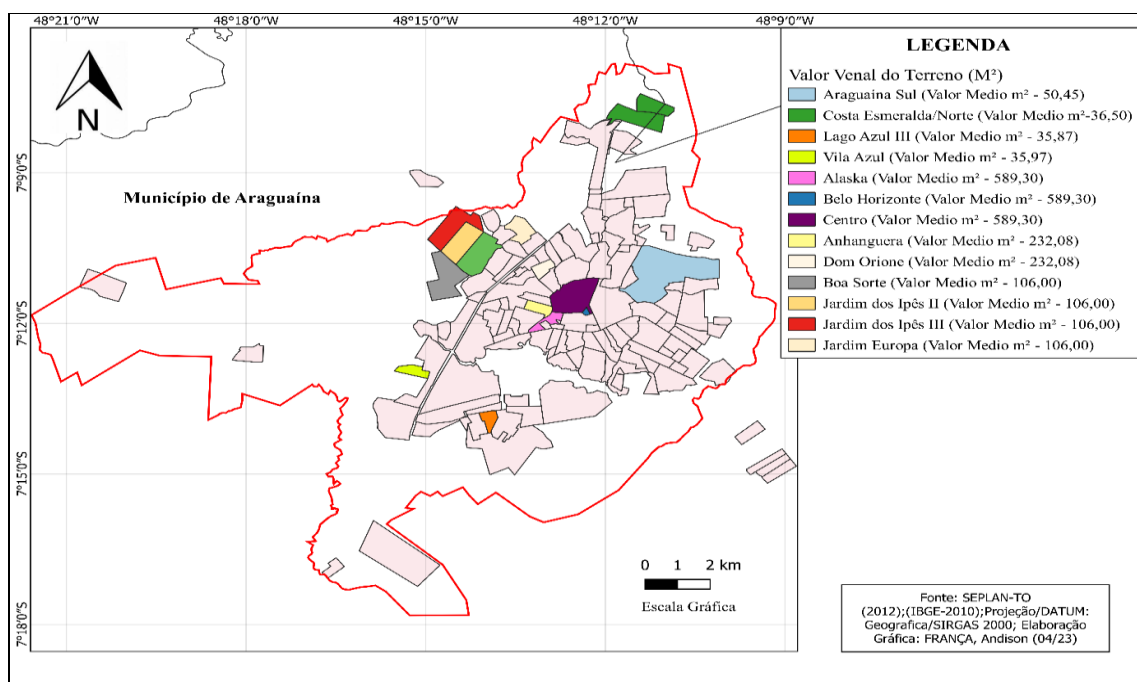 48°21'0"W 48°18'0"W 48°15'0"W 48°12'0"W 48°9'0"W
N
Município de Araguaína
7°9'0"S
7°12'0"S
7°15'0"S
7°18'0"S
LEGENDA
Valor Venal do Terreno (M²)
Araguaina Sul (Valor Medio m² - 50,45)
Costa Esmeralda/Norte (Valor Medio m²-36,50)
Lago Azul III (Valor Medio m² - 35,87)
Vila Azul (Valor Medio m² - 35,97)
Alaska (Valor Medio m² - 589,30)
Belo Horizonte (Valor Medio m² - 589,30)
Centro (Valor Medio m² - 589,30)
Anhanguera (Valor Medio m² - 232,08)
Dom Orione (Valor Medio m² - 232,08)
Boa Sorte (Valor Medio m² - 106,00)
Jardim dos Ipês II (Valor Medio m² - 106,00)
Jardim dos Ipês III (Valor Medio m² - 106,00)
Jardim Europa (Valor Medio m² - 106,00)
0 1 2 km
Escala Gráfica
Fonte: SEPLAN-TO
(2012);(IBGE-2010);Projeção/DATUM:
Geografica/SIRGAS 2000; Elaboração
Gráfica: FRANÇA, Andison (04/23)